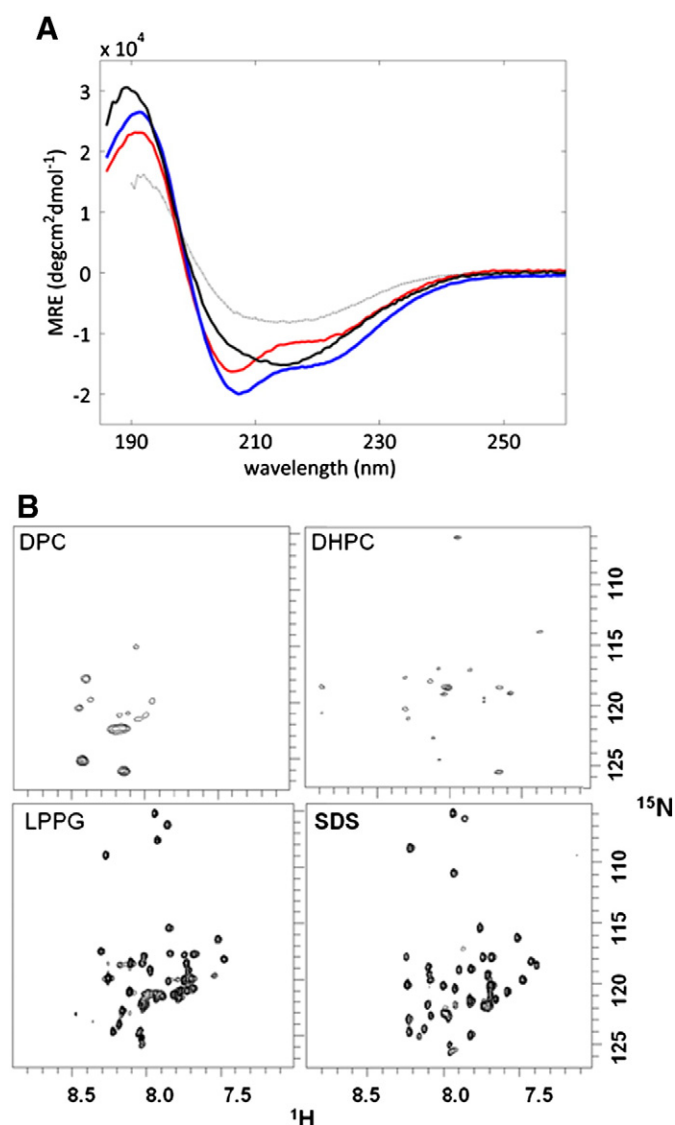 A
x 10⁴
3
2
1
0
-1
-2
MRE (degcm²dmol⁻¹)
190 210 230 250
wavelength (nm)
B
DPC
DHPC
110
115
120
125
¹⁵N
LPPG
SDS
110
115
120
125
8.5 8.0 7.5 8.5 8.0 7.5
¹H